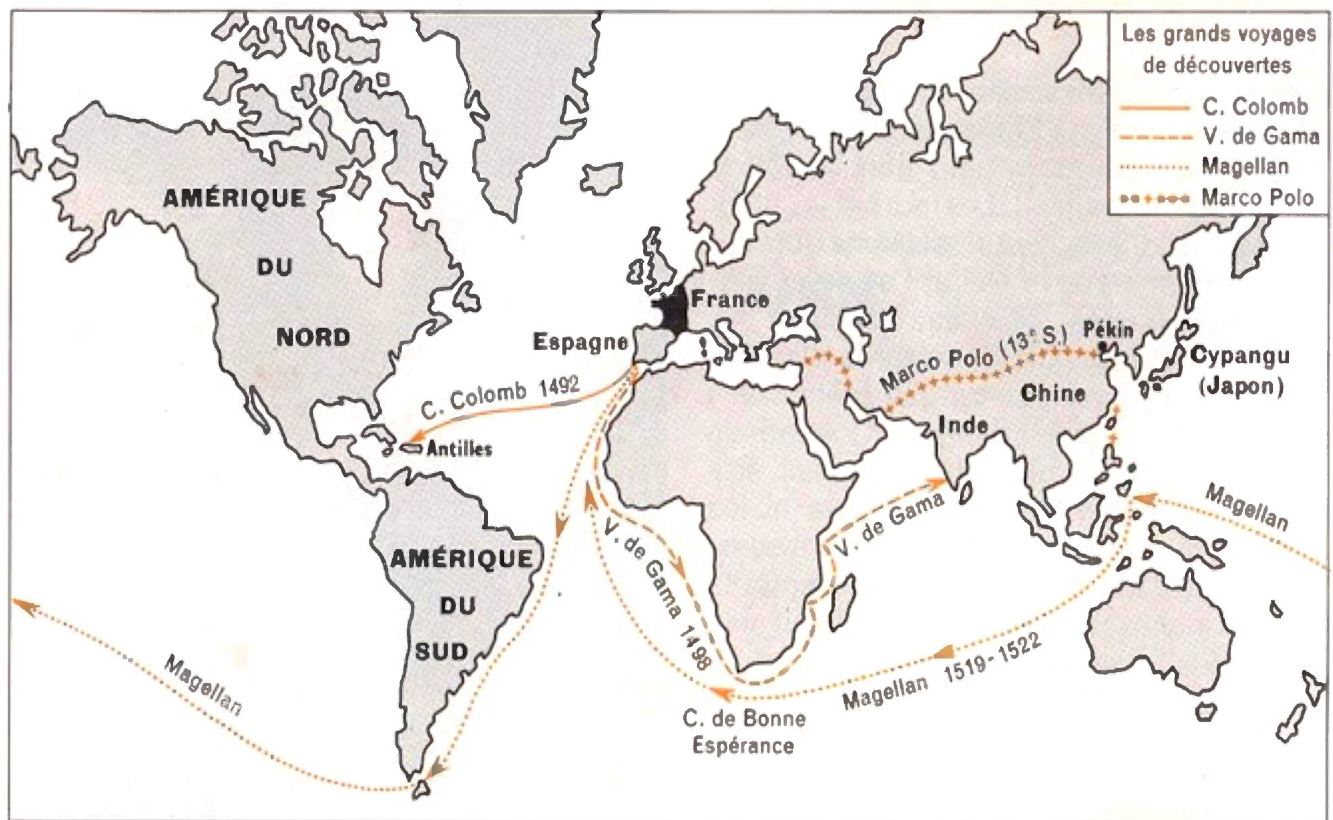 Les grands voyages
de découvertes
C. Colomb
V. de Gama
Magellan
Marco Polo
AMÉRIQUE
DU
NORD
France
Espagne
C. Colomb 1492
Antilles
Marco Polo (13e S.)
Pékin
Cypangu
(Japon)
Chine
Inde
V. de Gama
Magellan
AMÉRIQUE
DU
SUD
V. de Gama 1498
Magellan
Magellan 1519-1522
C. de Bonne
Espérance